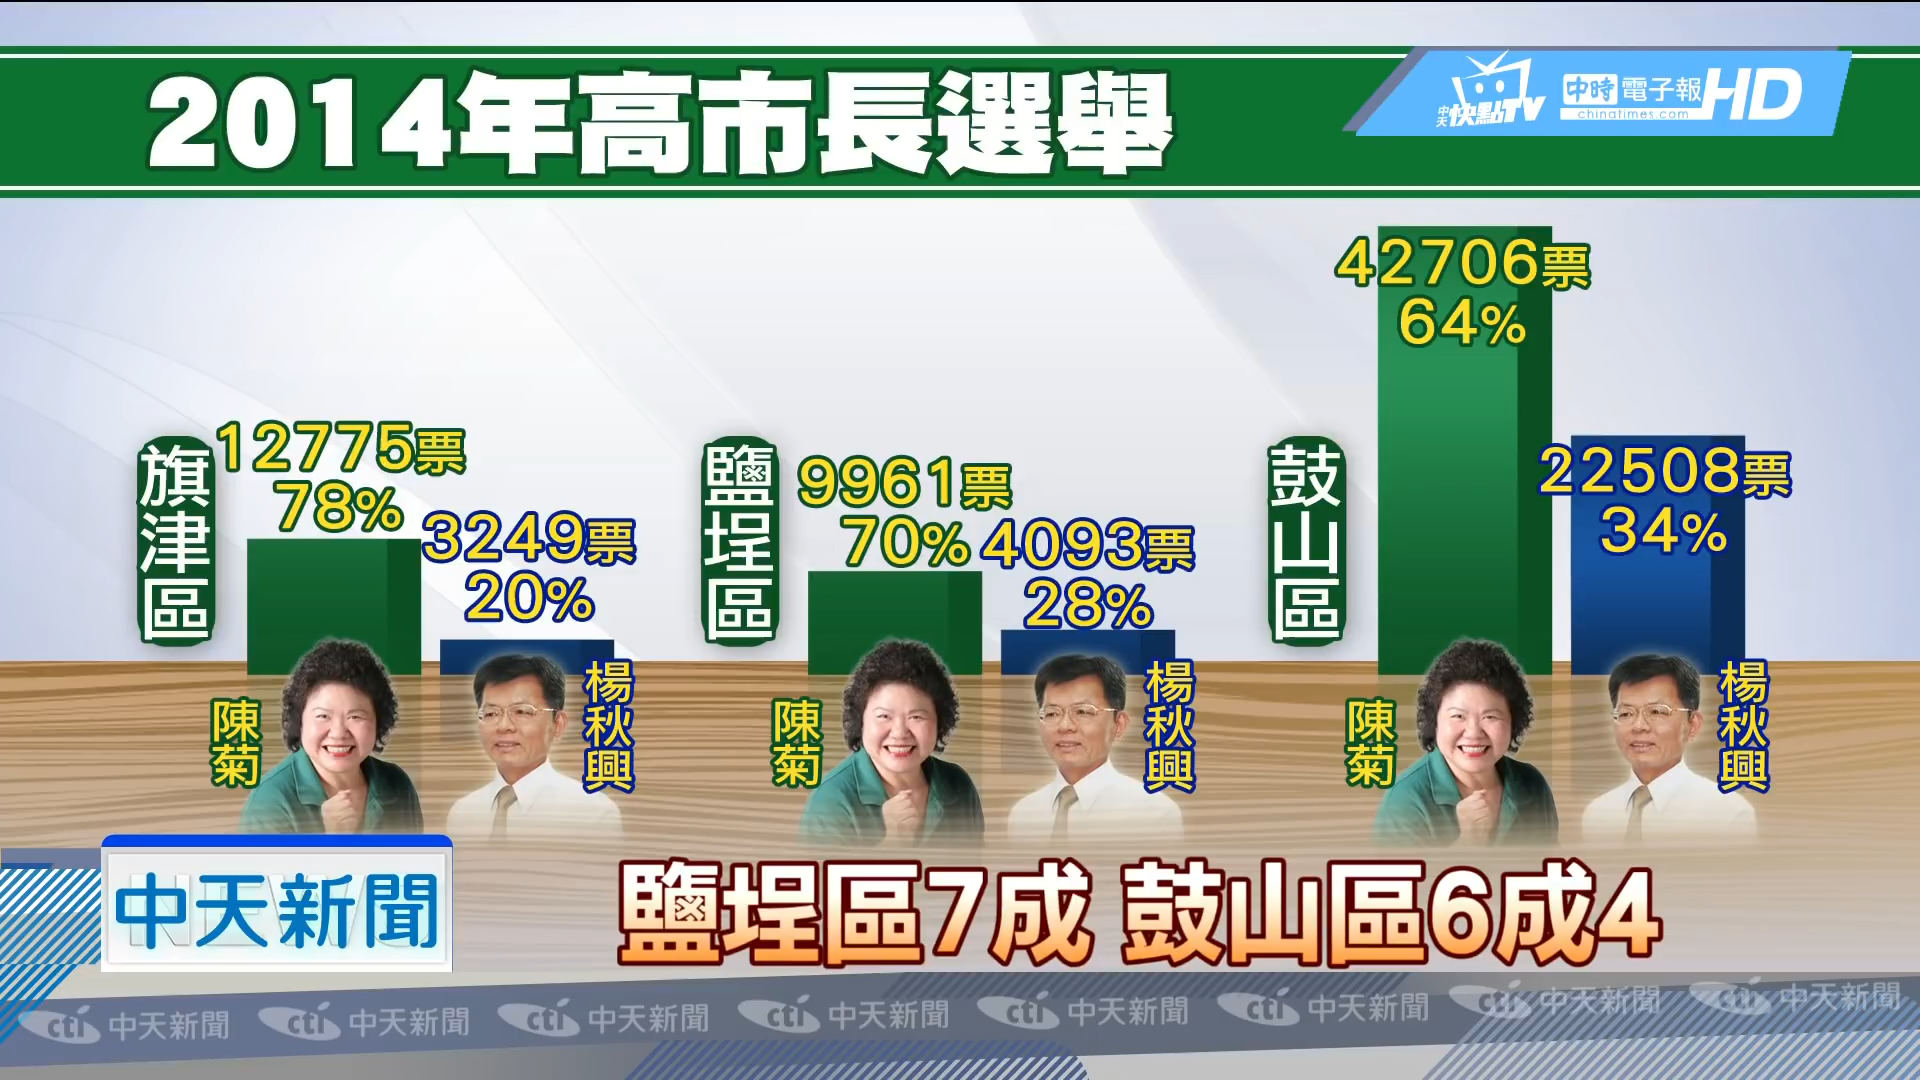 2014年高市長選舉
中天快點TV
中時電子報HD
chinatimes.com
旗津區
12775票
78%
3249票
20%
陳菊
楊秋興
鹽埕區
9961票
70%
4093票
28%
陳菊
楊秋興
鼓山區
42706票
64%
22508票
34%
陳菊
楊秋興
中天新聞
NEWS
鹽埕區7成 鼓山區6成4
cti 中天新聞 cti 中天新聞 cti 中天新聞 cti 中天新聞 cti 中天新聞 cti 中天新聞 cti 中天新聞 cti 中天新聞